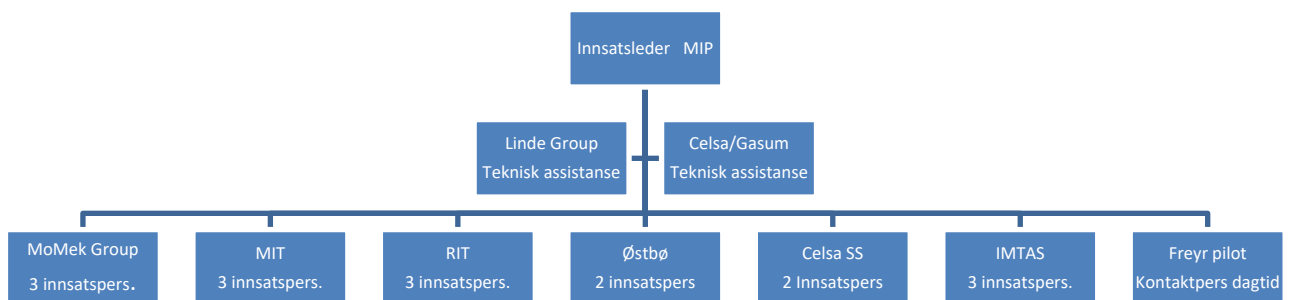 Innsatsleder MIP
Linde Group
Teknisk assistanse
Celsa/Gasum
Teknisk assistanse
MoMek Group
3 innsatspers.
MIT
3 innsatspers.
RIT
3 innsatspers.
Østbø
2 innsatspers
Celsa SS
2 Innsatspers
IMTAS
3 innsatspers.
Freyr pilot
Kontaktpers dagtid